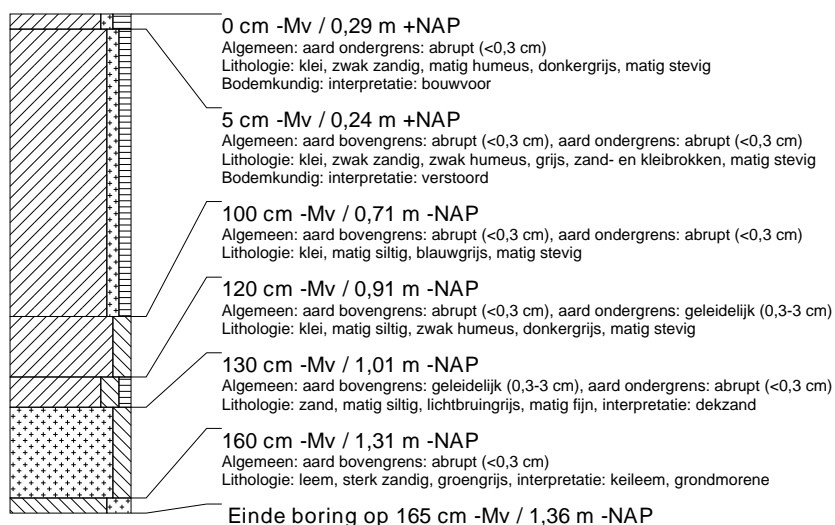 0 cm -Mv / 0,29 m +NAP
Algemeen: aard ondergrens: abrupt (<0,3 cm)
Lithologie: klei, zwak zandig, matig humeus, donkergrijs, matig stevig
Bodemkundig: interpretatie: bouwvoor
5 cm -Mv / 0,24 m +NAP
Algemeen: aard bovengrens: abrupt (<0,3 cm), aard ondergrens: abrupt (<0,3 cm)
Lithologie: klei, zwak zandig, zwak humeus, grijs, zand- en kleibrokken, matig stevig
Bodemkundig: interpretatie: verstoord
100 cm -Mv / 0,71 m -NAP
Algemeen: aard bovengrens: abrupt (<0,3 cm), aard ondergrens: abrupt (<0,3 cm)
Lithologie: klei, matig siltig, blauwgrijs, matig stevig
120 cm -Mv / 0,91 m -NAP
Algemeen: aard bovengrens: abrupt (<0,3 cm), aard ondergrens: geleidelijk (0,3-3 cm)
Lithologie: klei, matig siltig, zwak humeus, donkergrijs, matig stevig
130 cm -Mv / 1,01 m -NAP
Algemeen: aard bovengrens: geleidelijk (0,3-3 cm), aard ondergrens: abrupt (<0,3 cm)
Lithologie: zand, matig siltig, lichtbruingrijs, matig fijn, interpretatie: dekzand
160 cm -Mv / 1,31 m -NAP
Algemeen: aard bovengrens: abrupt (<0,3 cm)
Lithologie: leem, sterk zandig, groengrijs, interpretatie: keileem, grondmorene
Einde boring op 165 cm -Mv / 1,36 m -NAP